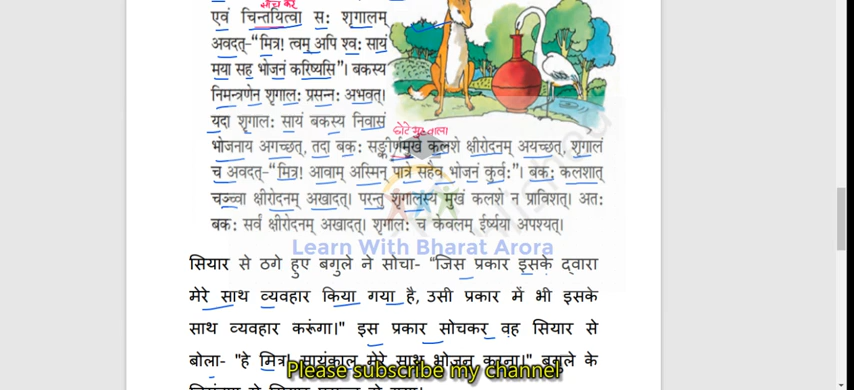 सोच कर
एवं चिन्तयित्वा सः शृगालम्
अवदत्-“मित्र! त्वम् अपि श्वः सायं
मया सह भोजनं करिष्यसि”। बकस्य
निमन्त्रणेन शृगालः प्रसन्नः अभवत्।
यदा शृगालः सायं बकस्य निवासं
छोटे मुख वाला
भोजनाय अगच्छत्, तदा बकः सङ्कीर्णमुखे कलशे क्षीरोदनम् अयच्छत्, शृगालं
च अवदत्-“मित्र! आवाम् अस्मिन् पात्रे सहैव भोजनं कुर्वः”। बकः कलशात्
चञ्च्वा क्षीरोदनम् अखादत्। परन्तु शृगालस्य मुखं कलशे न प्राविशत्। अतः
बकः सर्वं क्षीरोदनम् अखादत्। शृगालः च केवलम् ईर्ष्यया अपश्यत्।
Learn With Bharat Arora
सियार से ठगे हुए बगुले ने सोचा- "जिस प्रकार इसके द्वारा
मेरे साथ व्यवहार किया गया है, उसी प्रकार में भी इसके
साथ व्यवहार करूंगा।" इस प्रकार सोचकर वह सियार से
बोला- "हे मित्र! सायंकाल मेरे साथ भोजन करना।" बगुले के
Please subscribe my channel